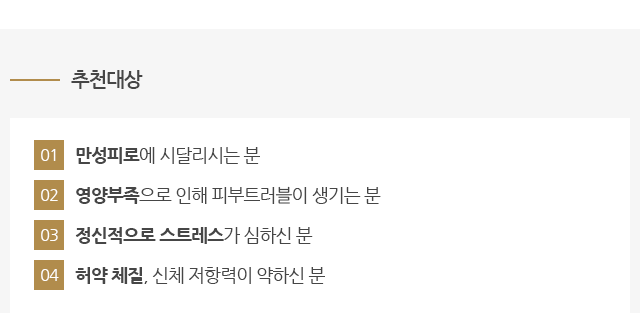 추천대상
01 만성피로에 시달리시는 분
02 영양부족으로 인해 피부트러블이 생기는 분
03 정신적으로 스트레스가 심하신 분
04 허약 체질, 신체 저항력이 약하신 분